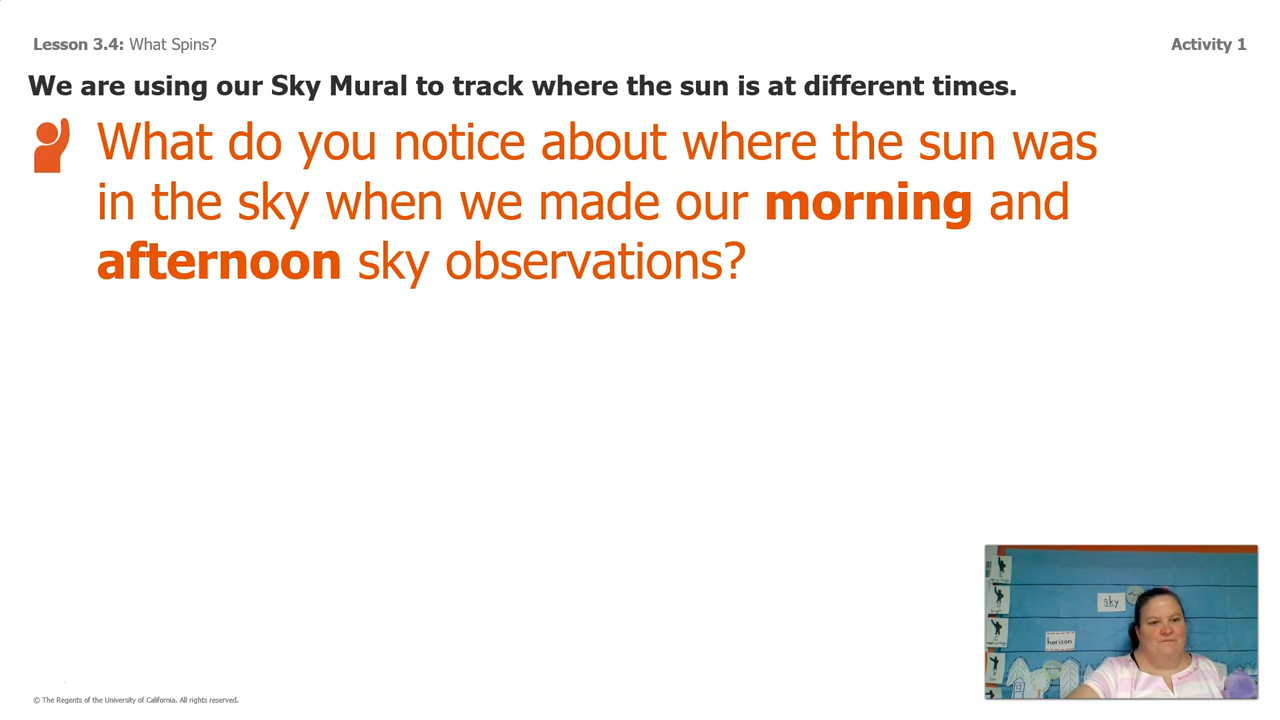 Lesson 3.4: What Spins?
Activity 1
We are using our Sky Mural to track where the sun is at different times.
What do you notice about where the sun was
in the sky when we made our morning and
afternoon sky observations?
sky
horizon
© The Regents of the University of California. All rights reserved.